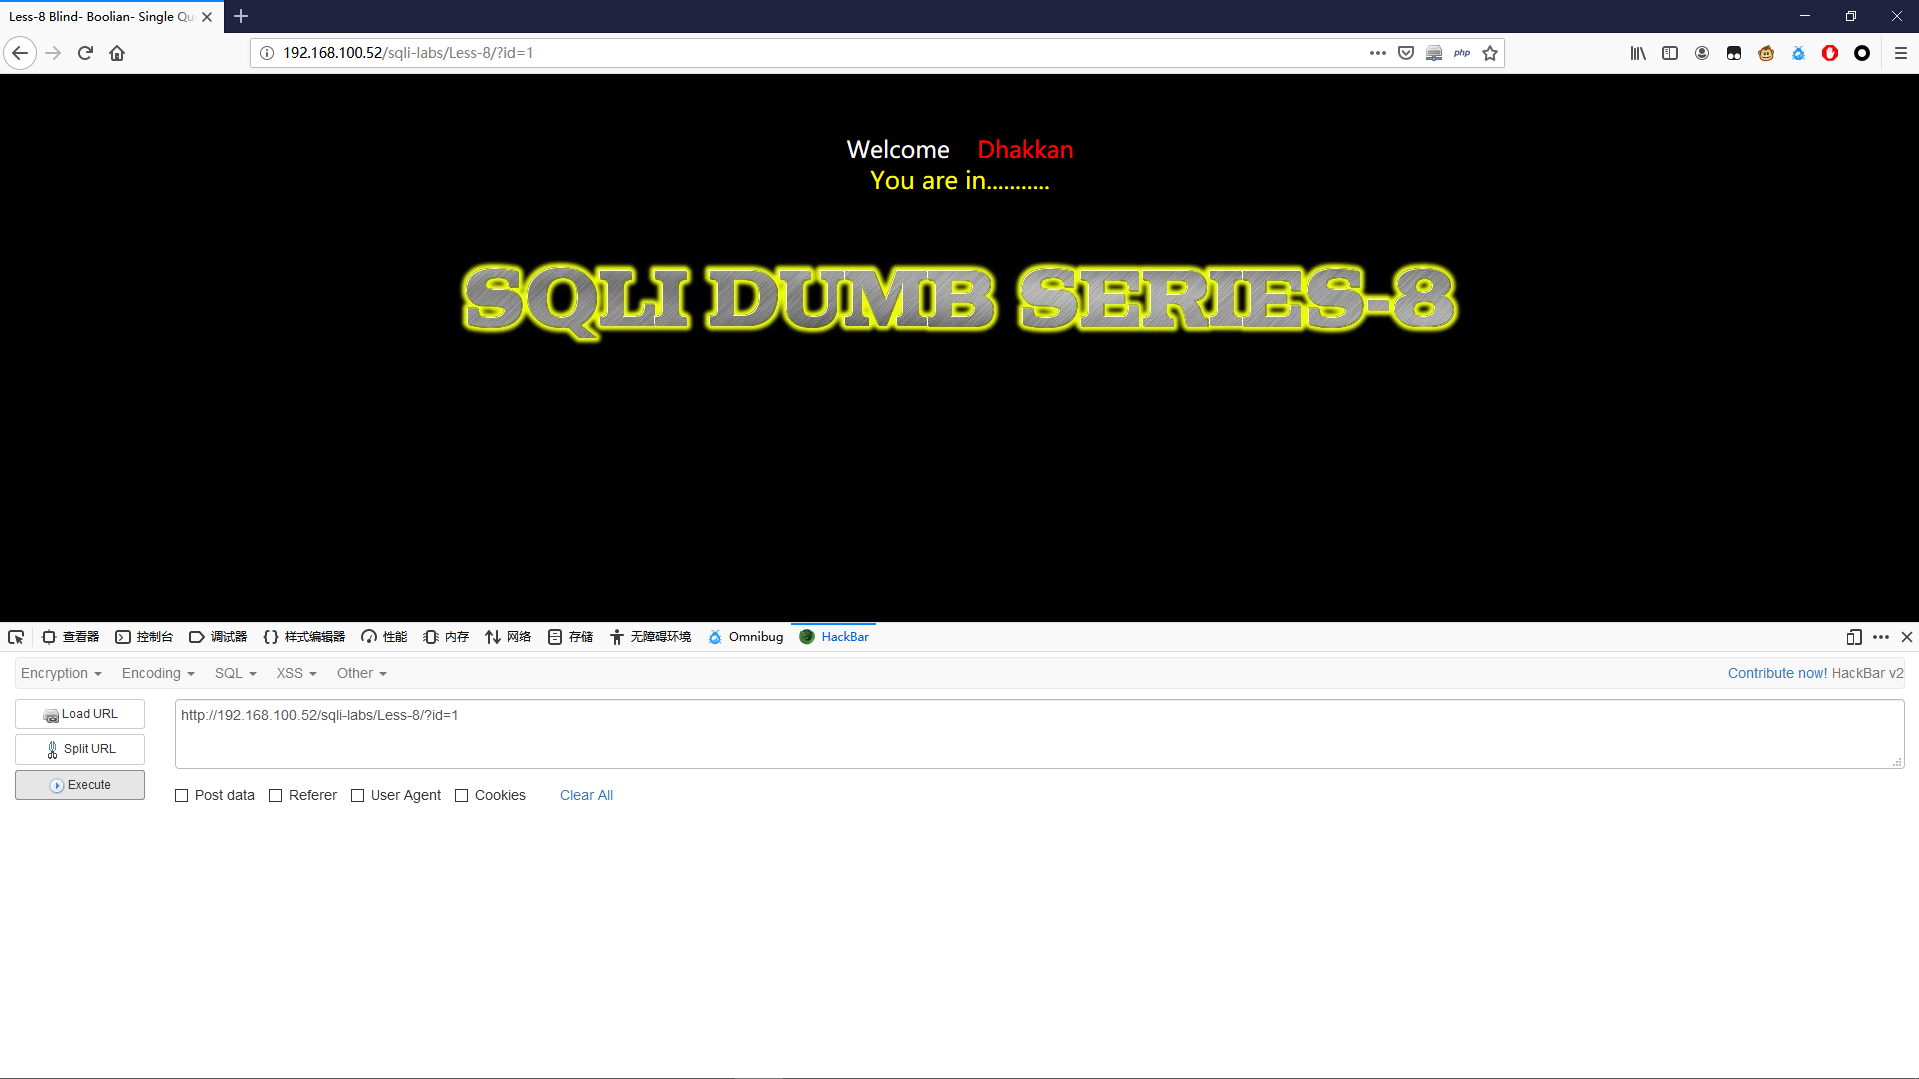 Less-8 Blind- Boolian- Single Qu
192.168.100.52/sqli-labs/Less-8/?id=1
php
Welcome Dhakkan
You are in...........
SQLI DUMB SERIES-8
查看器 控制台 调试器 样式编辑器 性能 内存 网络 存储 无障碍环境 Omnibug HackBar
Encryption Encoding SQL XSS Other Contribute now! HackBar v2
Load URL
http://192.168.100.52/sqli-labs/Less-8/?id=1
Split URL
Execute
Post data Referer User Agent Cookies Clear All